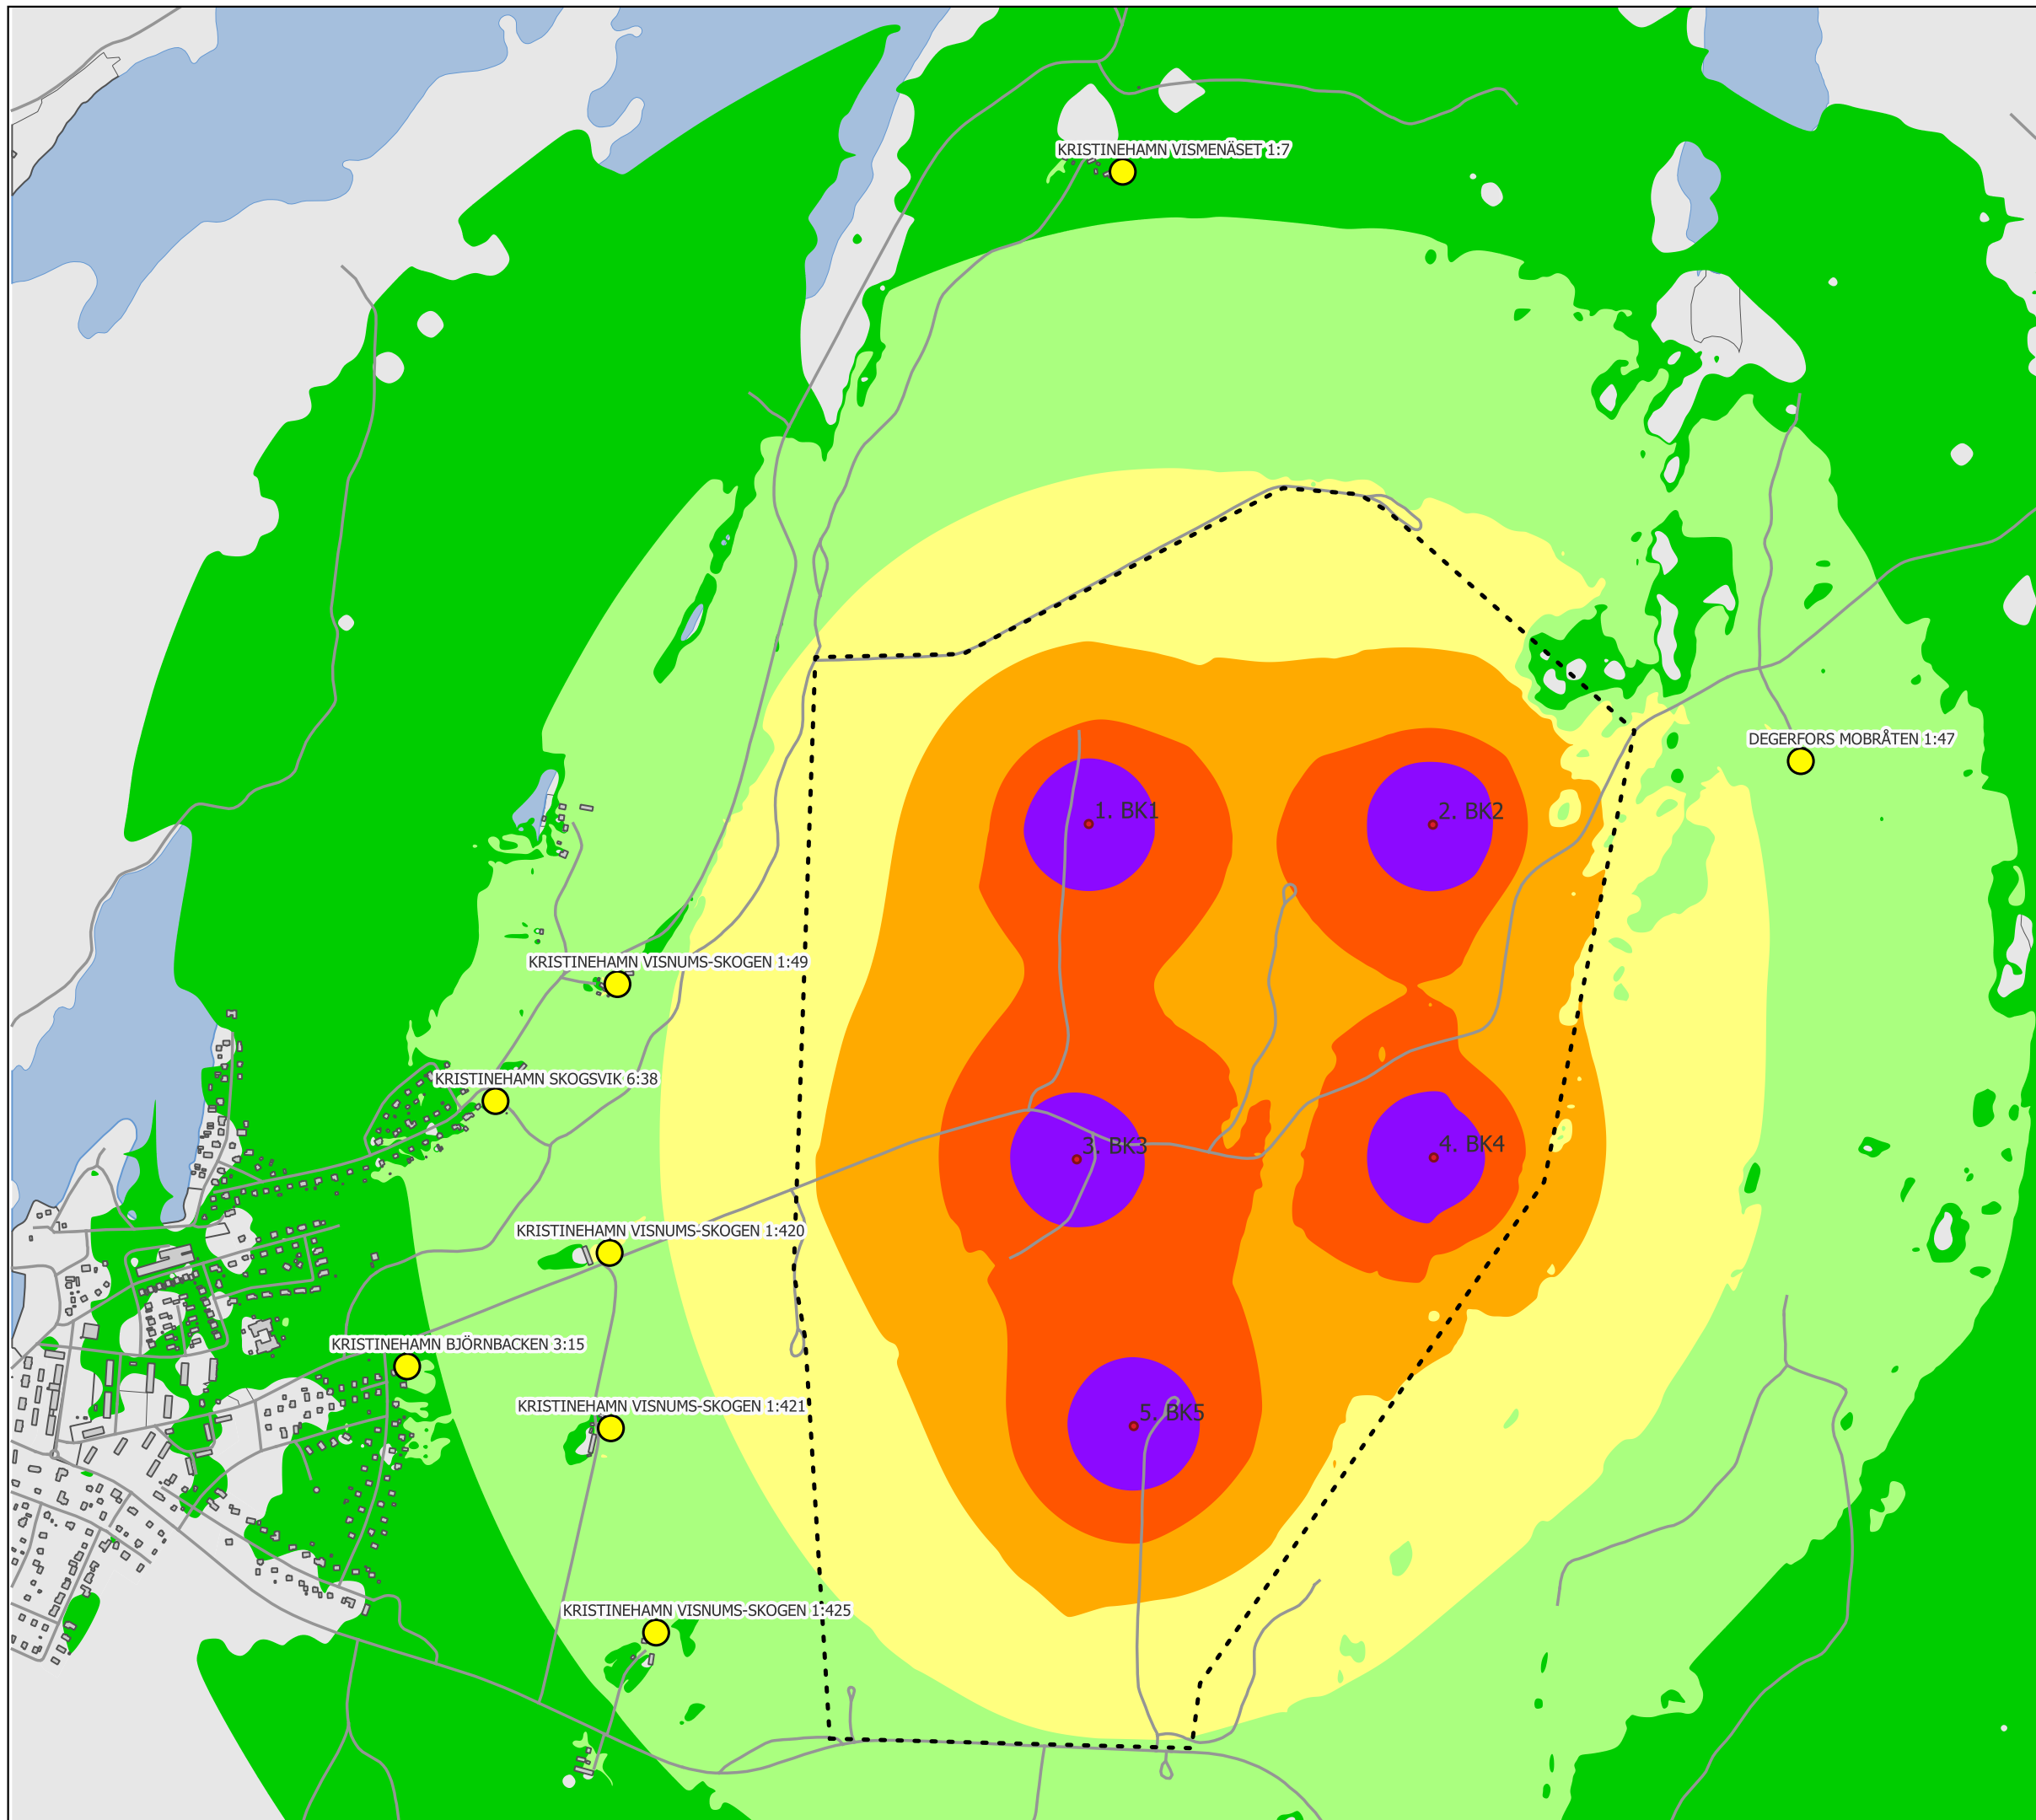 KRISTINEHAMN VISMENÄSET 1:7
DEGERFORS MOBRÅTEN 1:47
1. BK1
2. BK2
KRISTINEHAMN VISNUMS-SKOGEN 1:49
KRISTINEHAMN SKOGSVIK 6:38
3. BK3
4. BK4
KRISTINEHAMN VISNUMS-SKOGEN 1:420
KRISTINEHAMN BJÖRNBACKEN 3:15
KRISTINEHAMN VISNUMS-SKOGEN 1:421
5. BK5
KRISTINEHAMN VISNUMS-SKOGEN 1:425